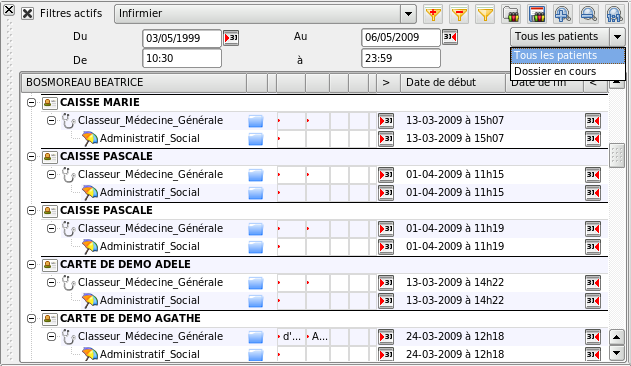 Filtres actifs Infirmier
Du 03/05/1999 Au 06/05/2009 Tous les patients
De 10:30 à 23:59 Tous les patients
Dossier en cours
BOSMOREAU BEATRICE > Date de début Date de fin <
CAISSE MARIE
Classeur_Médecine_Générale 13-03-2009 à 15h07
Administratif_Social 13-03-2009 à 15h07
CAISSE PASCALE
Classeur_Médecine_Générale 01-04-2009 à 11h15
Administratif_Social 01-04-2009 à 11h15
CAISSE PASCALE
Classeur_Médecine_Générale 01-04-2009 à 11h19
Administratif_Social 01-04-2009 à 11h19
CARTE DE DEMO ADELE
Classeur_Médecine_Générale 13-03-2009 à 14h22
Administratif_Social 13-03-2009 à 14h22
CARTE DE DEMO AGATHE
Classeur_Médecine_Générale d'... A... 24-03-2009 à 12h18
Administratif_Social 24-03-2009 à 12h18